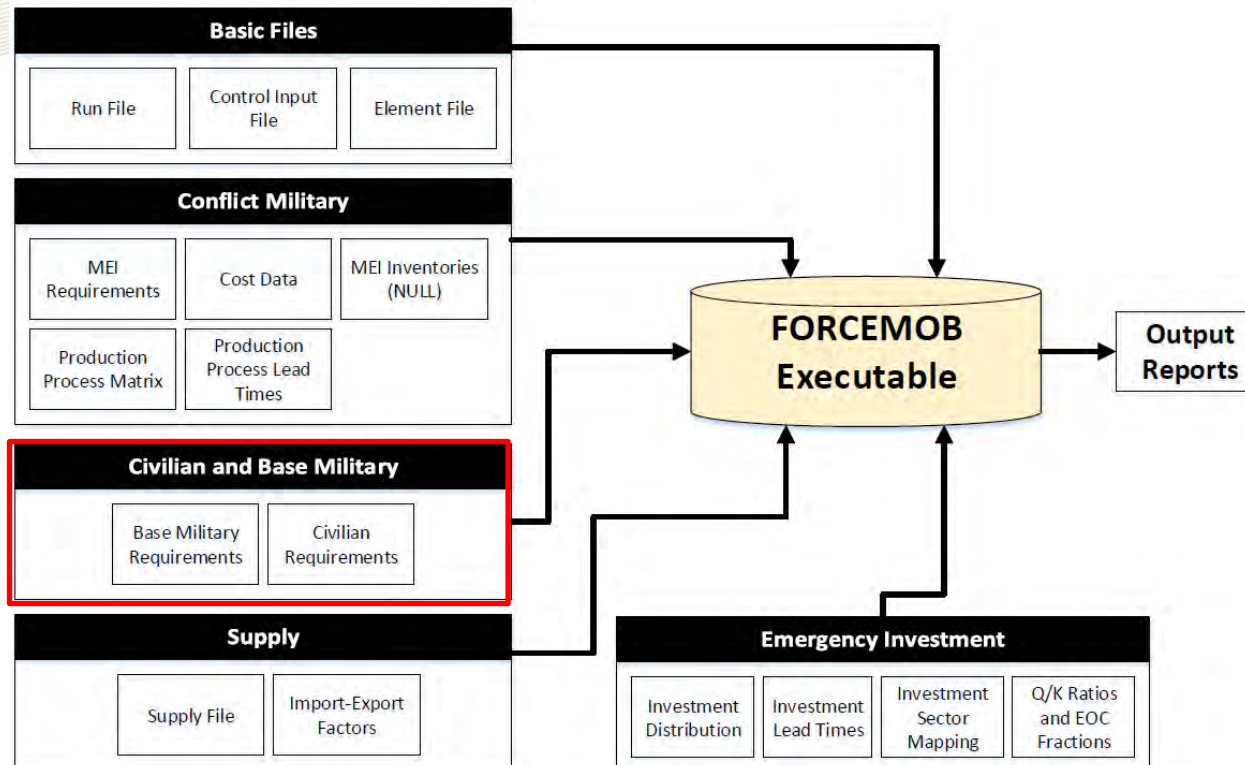 Basic Files
Run File
Control Input
File
Element File
Conflict Military
MEI
Requirements
Cost Data
MEI Inventories
(NULL)
Production
Process Matrix
Production
Process Lead
Times
Civilian and Base Military
Base Military
Requirements
Civilian
Requirements
Supply
Supply File
Import-Export
Factors
FORCEMOB
Executable
Output
Reports
Emergency Investment
Investment
Distribution
Investment
Lead Times
Investment
Sector
Mapping
Q/K Ratios
and EOC
Fractions